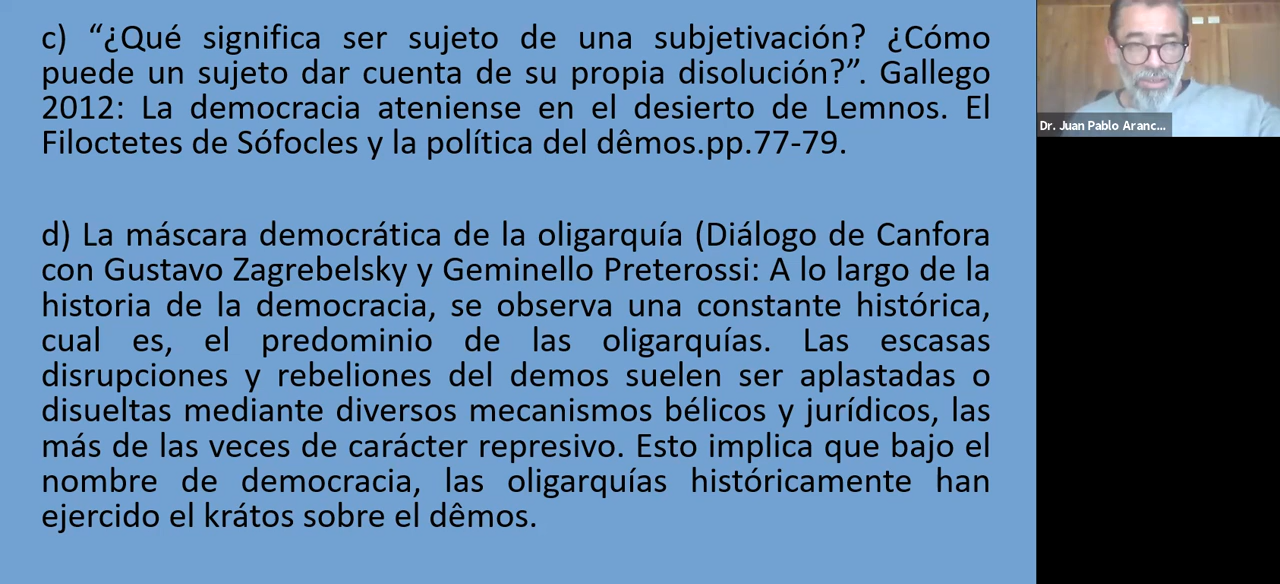 c) “¿Qué significa ser sujeto de una subjetivación? ¿Cómo
puede un sujeto dar cuenta de su propia disolución?”. Gallego
2012: La democracia ateniense en el desierto de Lemnos. El
Filoctetes de Sófocles y la política del dêmos.pp.77-79.
d) La máscara democrática de la oligarquía (Diálogo de Canfora
con Gustavo Zagrebelsky y Geminello Preterossi: A lo largo de la
historia de la democracia, se observa una constante histórica,
cual es, el predominio de las oligarquías. Las escasas
disrupciones y rebeliones del demos suelen ser aplastadas o
disueltas mediante diversos mecanismos bélicos y jurídicos, las
más de las veces de carácter represivo. Esto implica que bajo el
nombre de democracia, las oligarquías históricamente han
ejercido el krátos sobre el dêmos.
Dr. Juan Pablo Aranc...